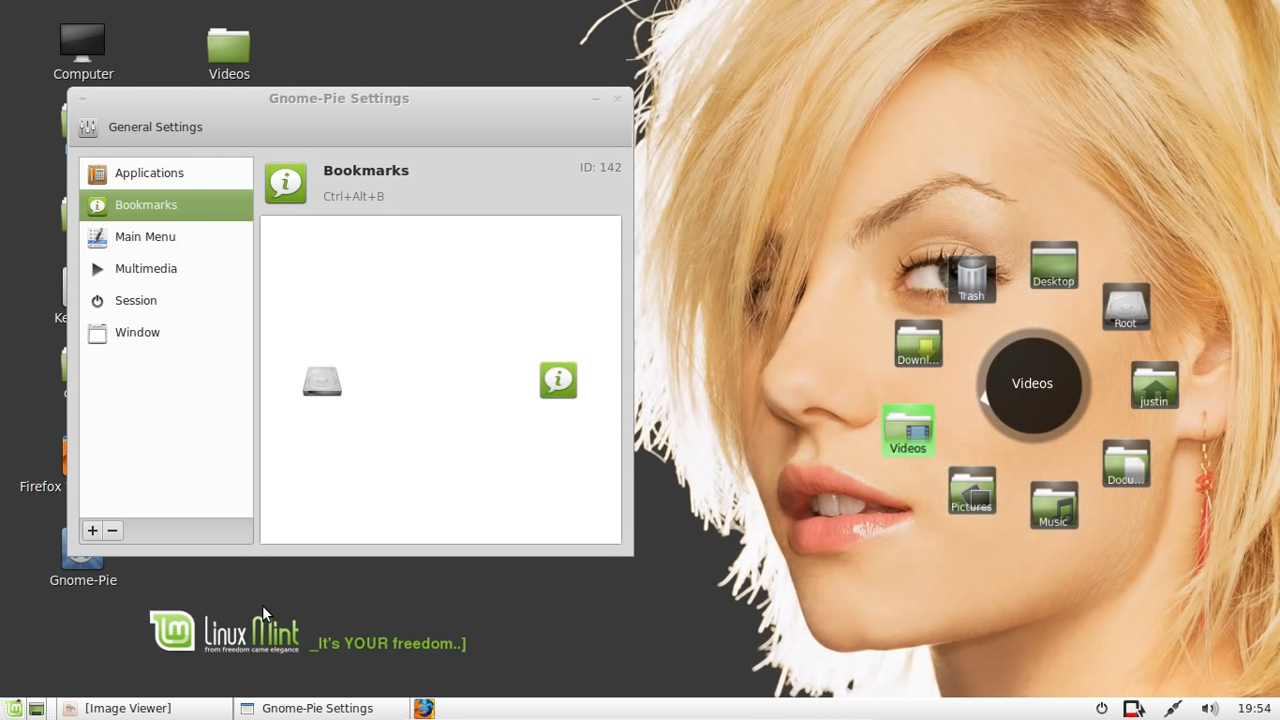 Computer
Videos
Gnome-Pie Settings
General Settings
Applications
Bookmarks
Main Menu
Multimedia
Session
Window
Bookmarks
Ctrl+Alt+B
ID: 142
Firefox
Gnome-Pie
Linux Mint
from freedom came elegance
_It's YOUR freedom..]
Trash
Desktop
Root
Downl...
Videos
justin
Videos
Docu...
Pictures
Music
[Image Viewer]
Gnome-Pie Settings
19:54